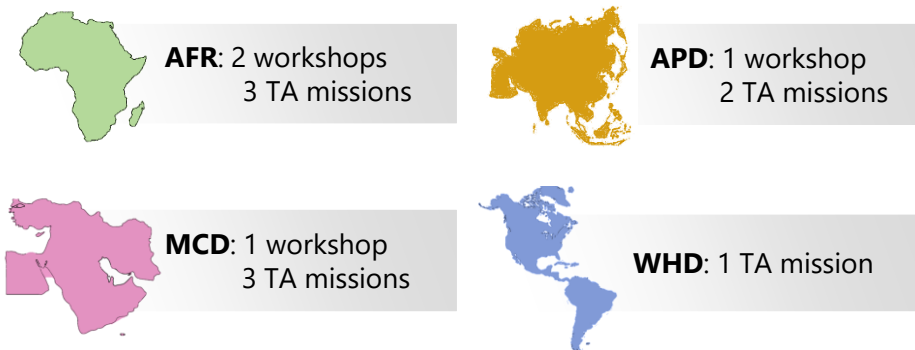 AFR: 2 workshops
3 TA missions
APD: 1 workshop
2 TA missions
MCD: 1 workshop
3 TA missions
WHD: 1 TA mission